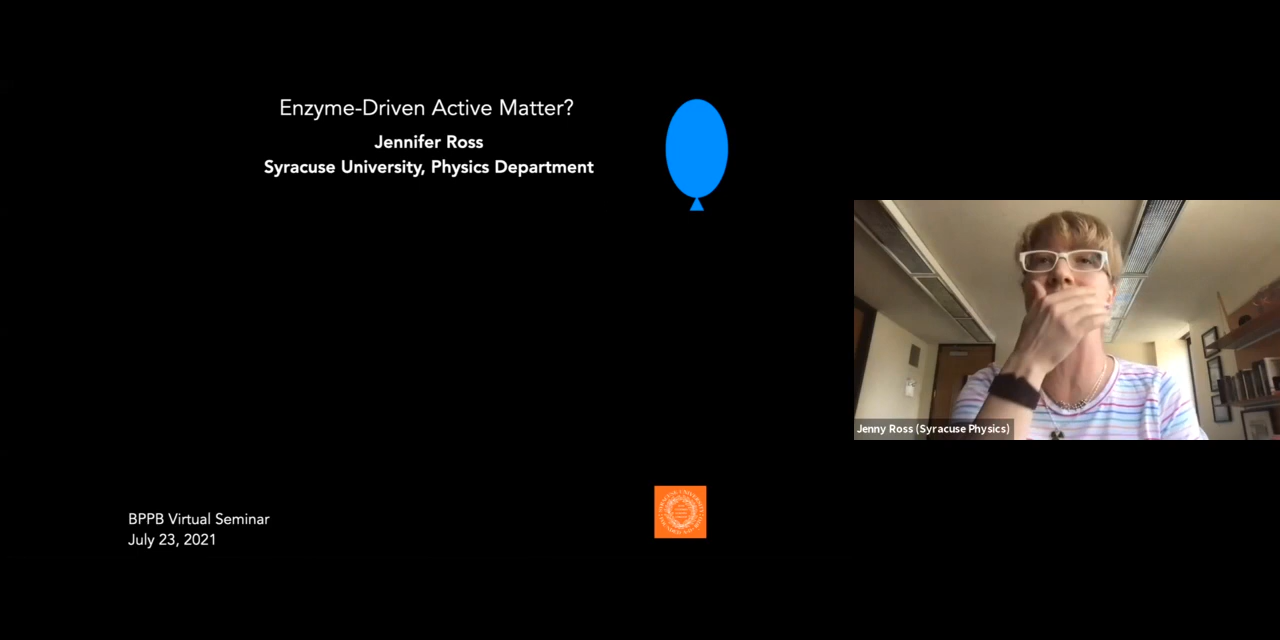 Enzyme-Driven Active Matter?
Jennifer Ross
Syracuse University, Physics Department
Jenny Ross (Syracuse Physics)
BPPB Virtual Seminar
July 23, 2021